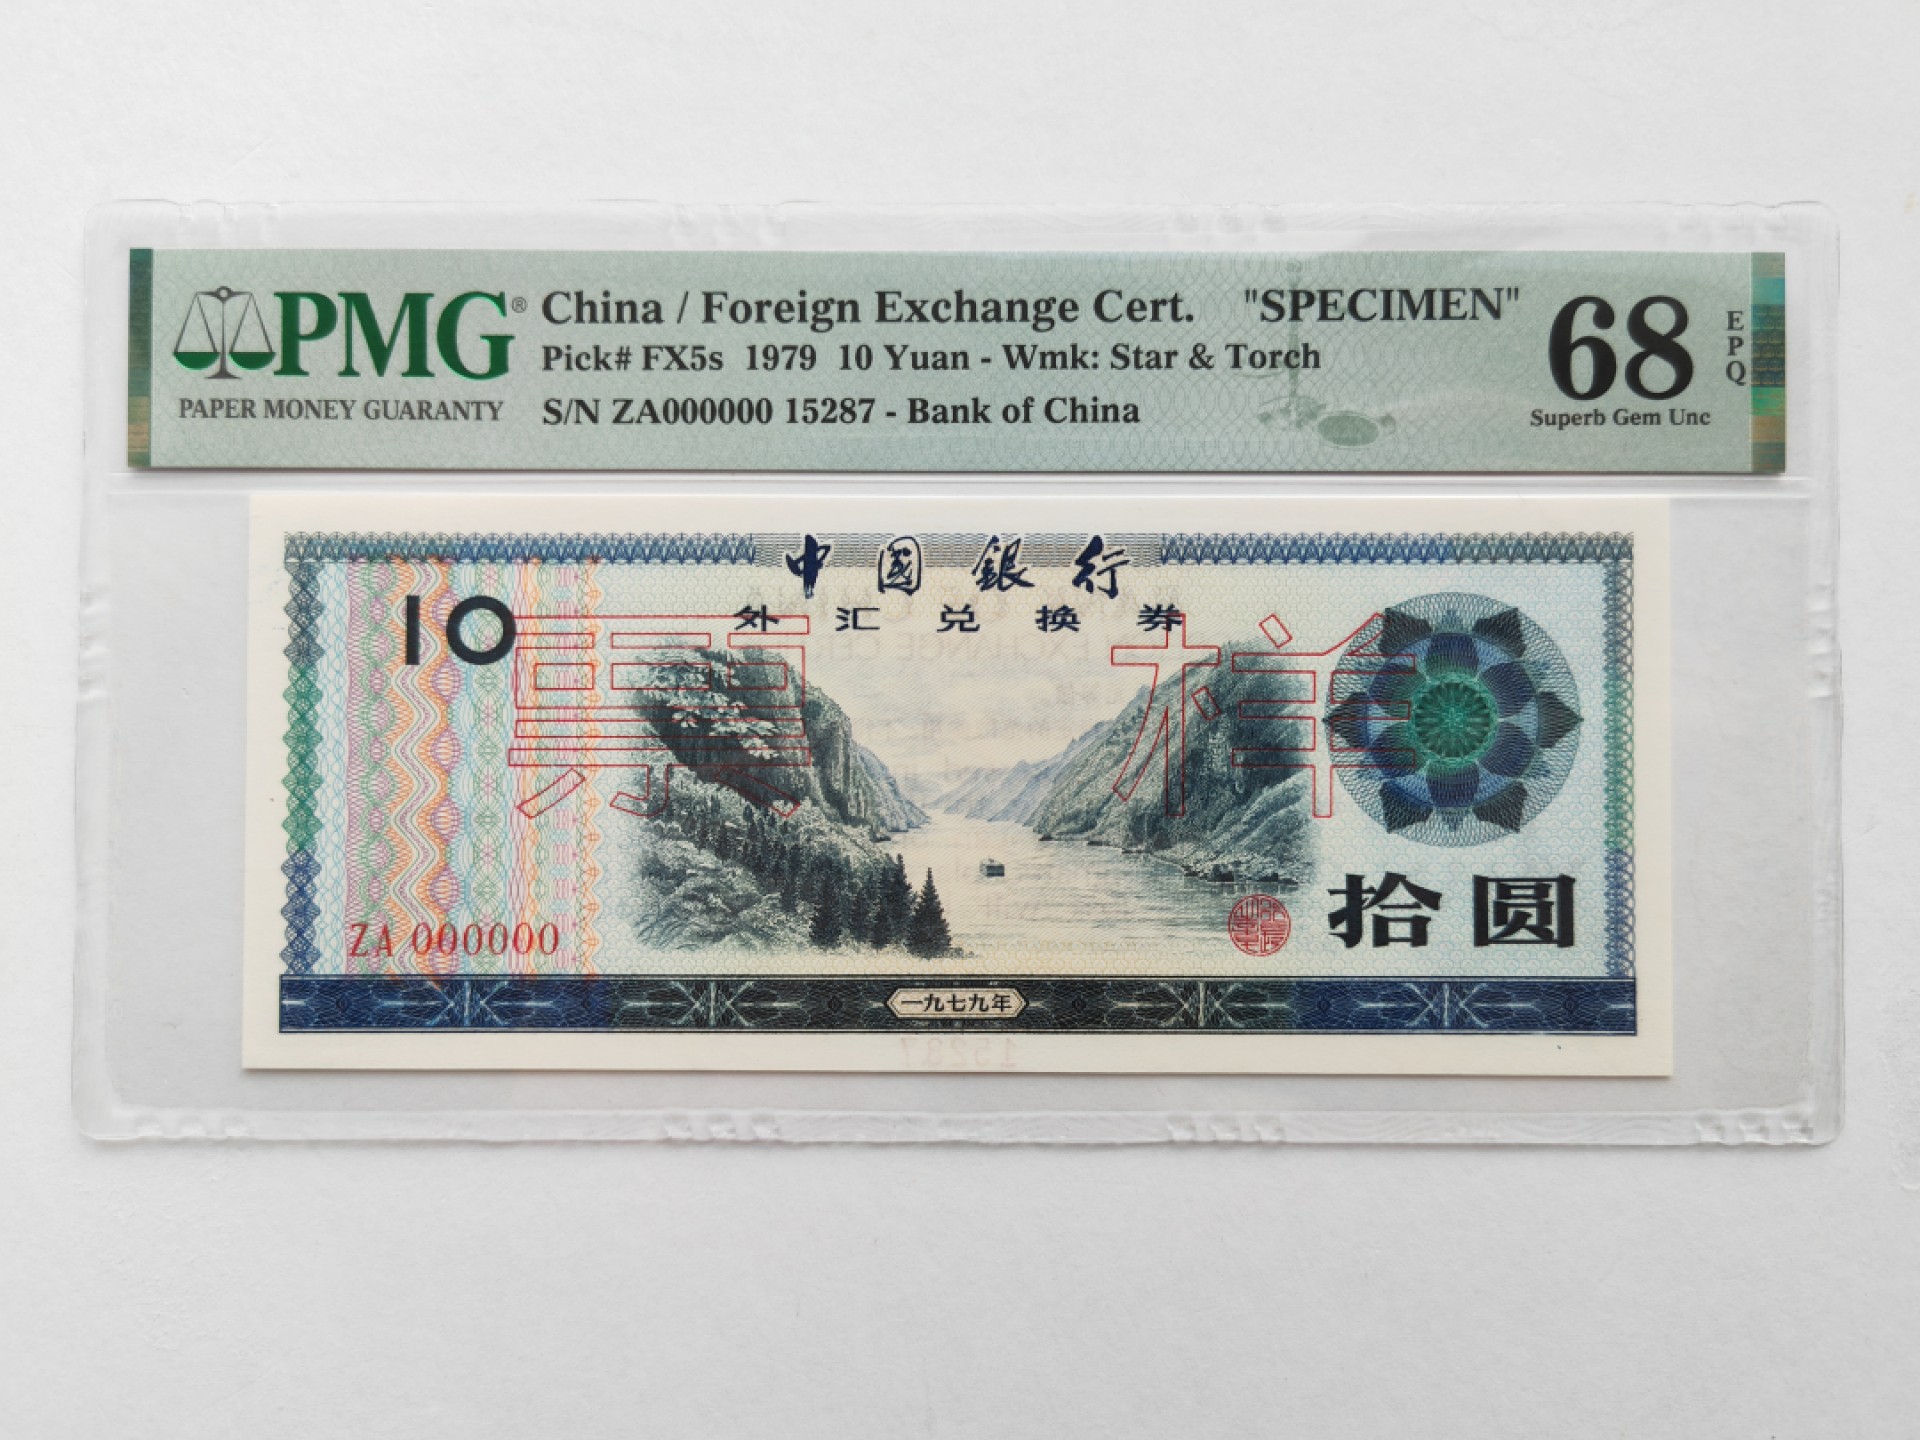 PMG®
PAPER MONEY GUARANTY
China / Foreign Exchange Cert. "SPECIMEN"
Pick# FX5s 1979 10 Yuan - Wmk: Star & Torch
S/N ZA000000 15287 - Bank of China
68
EPQ
Superb Gem Unc
中國銀行
外汇兑换券
10
票样
ZA 000000
拾圆
一九七九年
15287